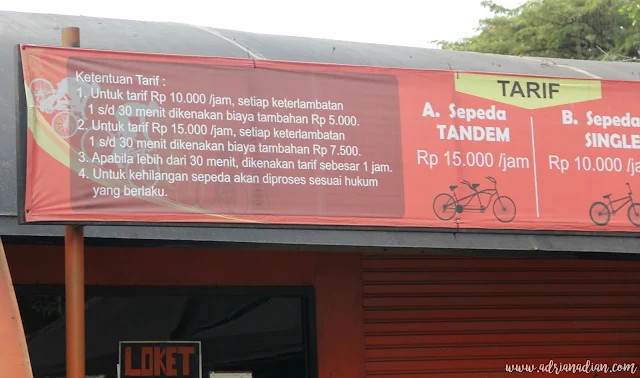 Ketentuan Tarif :
1. Untuk tarif Rp 10.000 /jam, setiap keterlambatan
1 s/d 30 menit dikenakan biaya tambahan Rp 5.000.
2. Untuk tarif Rp 15.000 /jam, setiap keterlambatan
1 s/d 30 menit dikenakan biaya tambahan Rp 7.500.
3. Apabila lebih dari 30 menit, dikenakan tarif sebesar 1 jam.
4. Untuk kehilangan sepeda akan diproses sesuai hukum
yang berlaku.
TARIF
A. Sepeda
TANDEM
Rp 15.000 /jam
B. Sepeda
SINGLE
Rp 10.000 /ja
LOKET
www.adrianadian.com